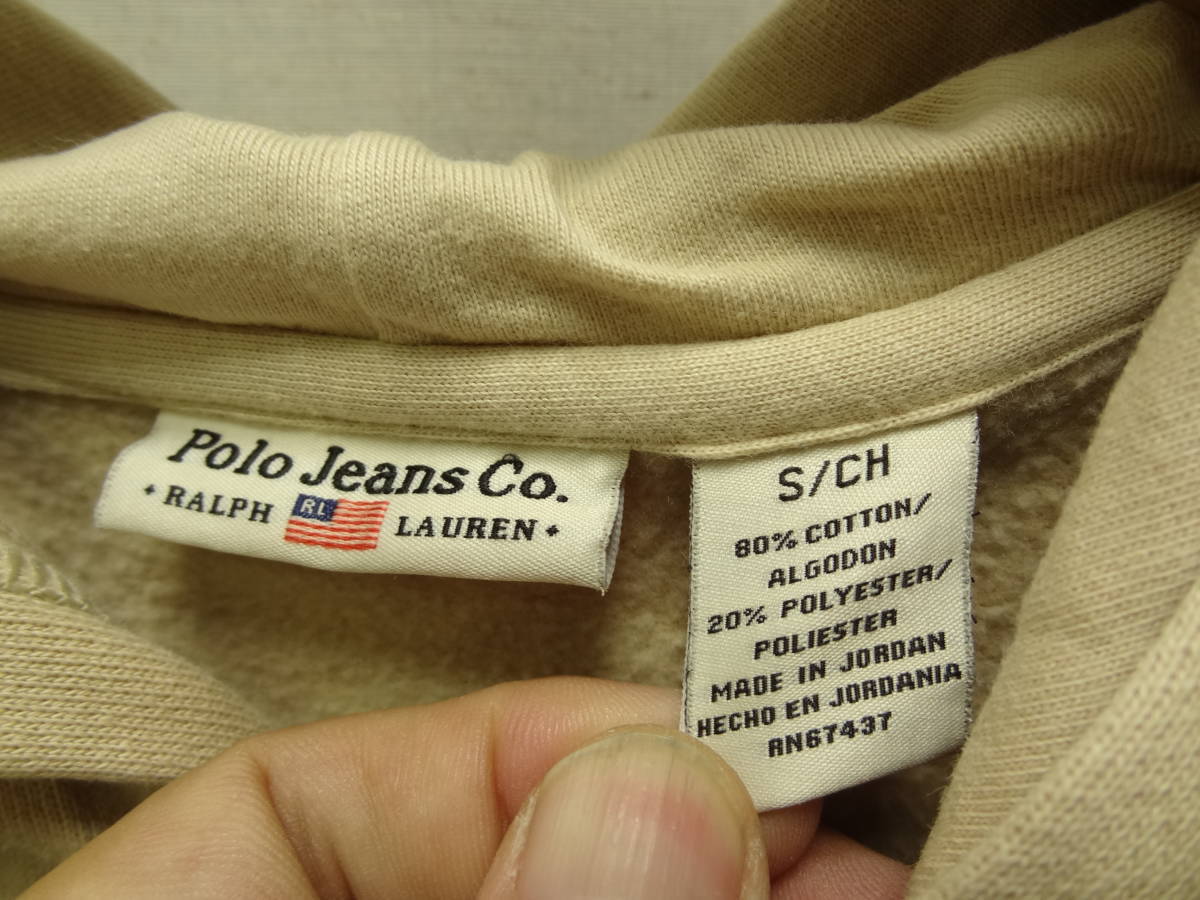 Polo Jeans Co.
RALPH RL LAUREN
S/CH
80% COTTON/
ALGODON
20% POLYESTER/
POLIESTER
MADE IN JORDAN
HECHO EN JORDANIA
RN67437